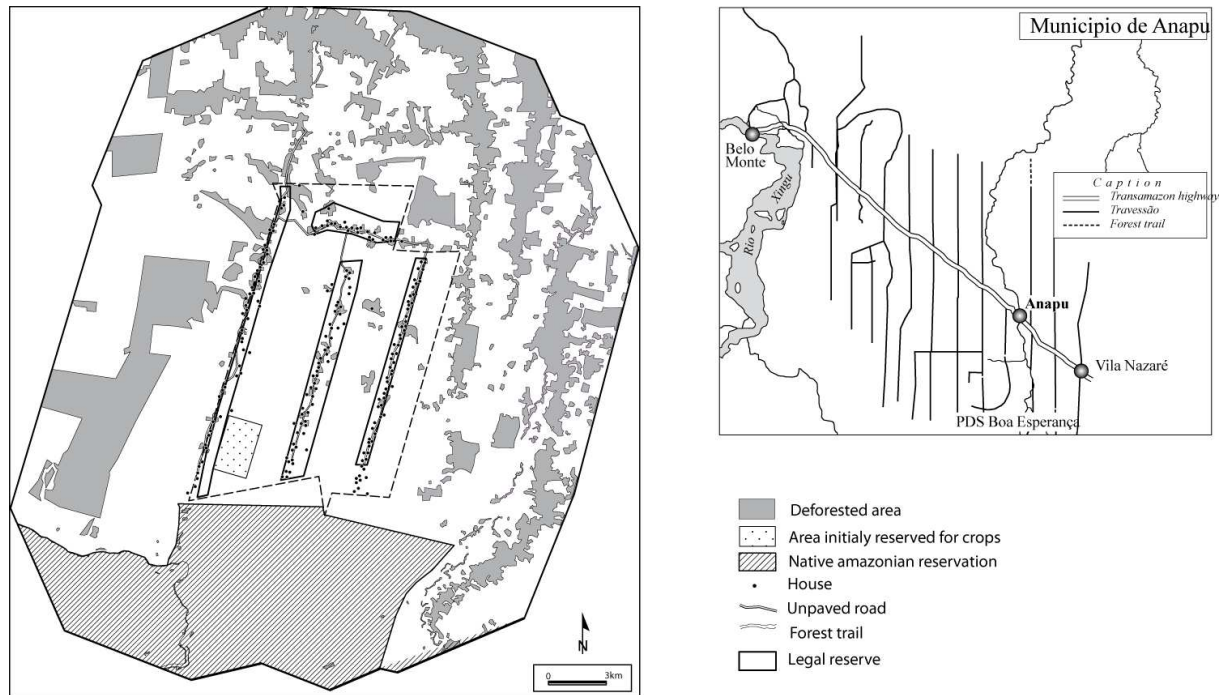 N
0 3km
Municipio de Anapu
Belo
Monte
Rio Xingu
Caption
Transamazon highway
Travessão
Forest trail
Anapu
Vila Nazaré
PDS Boa Esperança
Deforested area
Area initialy reserved for crops
Native amazonian reservation
House
Unpaved road
Forest trail
Legal reserve